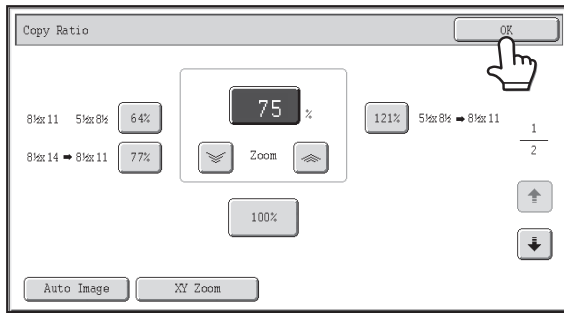 Copy Ratio
OK
8½x11 5½x8½ 64%
8½x14 ➡ 8½x11 77%
75 %
Zoom
100%
121% 5½x8½ ➡ 8½x11
1
2
Auto Image
XY Zoom